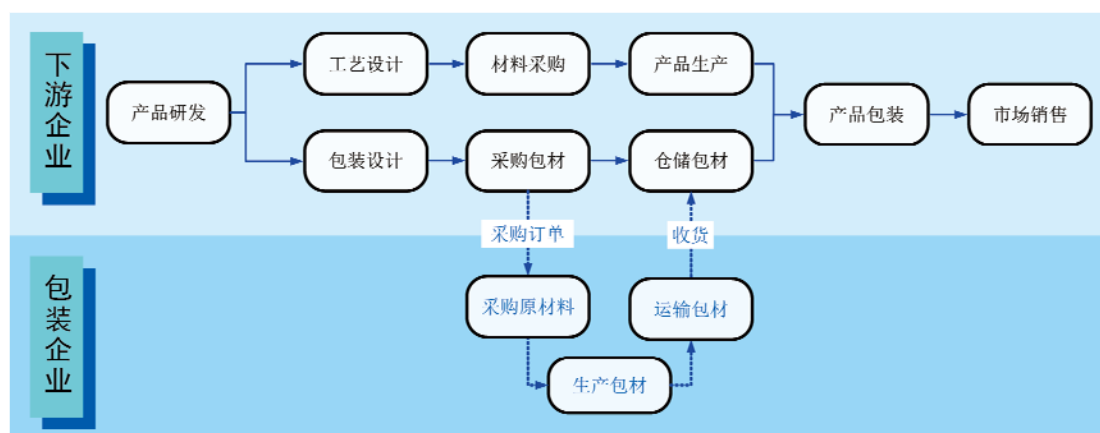 下游企业
工艺设计
材料采购
产品生产
产品研发
产品包装
市场销售
包装设计
采购包材
仓储包材
采购订单
收货
包装企业
采购原材料
运输包材
生产包材